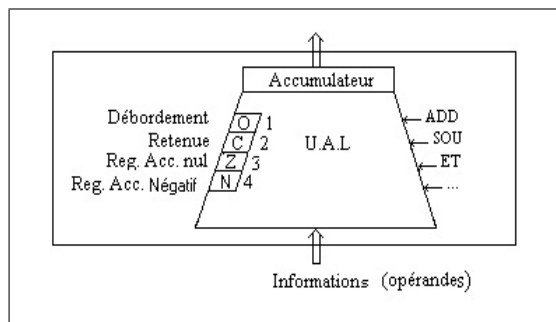 Accumulateur
Débordement O 1 ADD
Retenue C 2 U.A.L SOU
Reg. Acc. nul Z 3 ET
Reg. Acc. Négatif N 4 ...
Informations (opérandes)